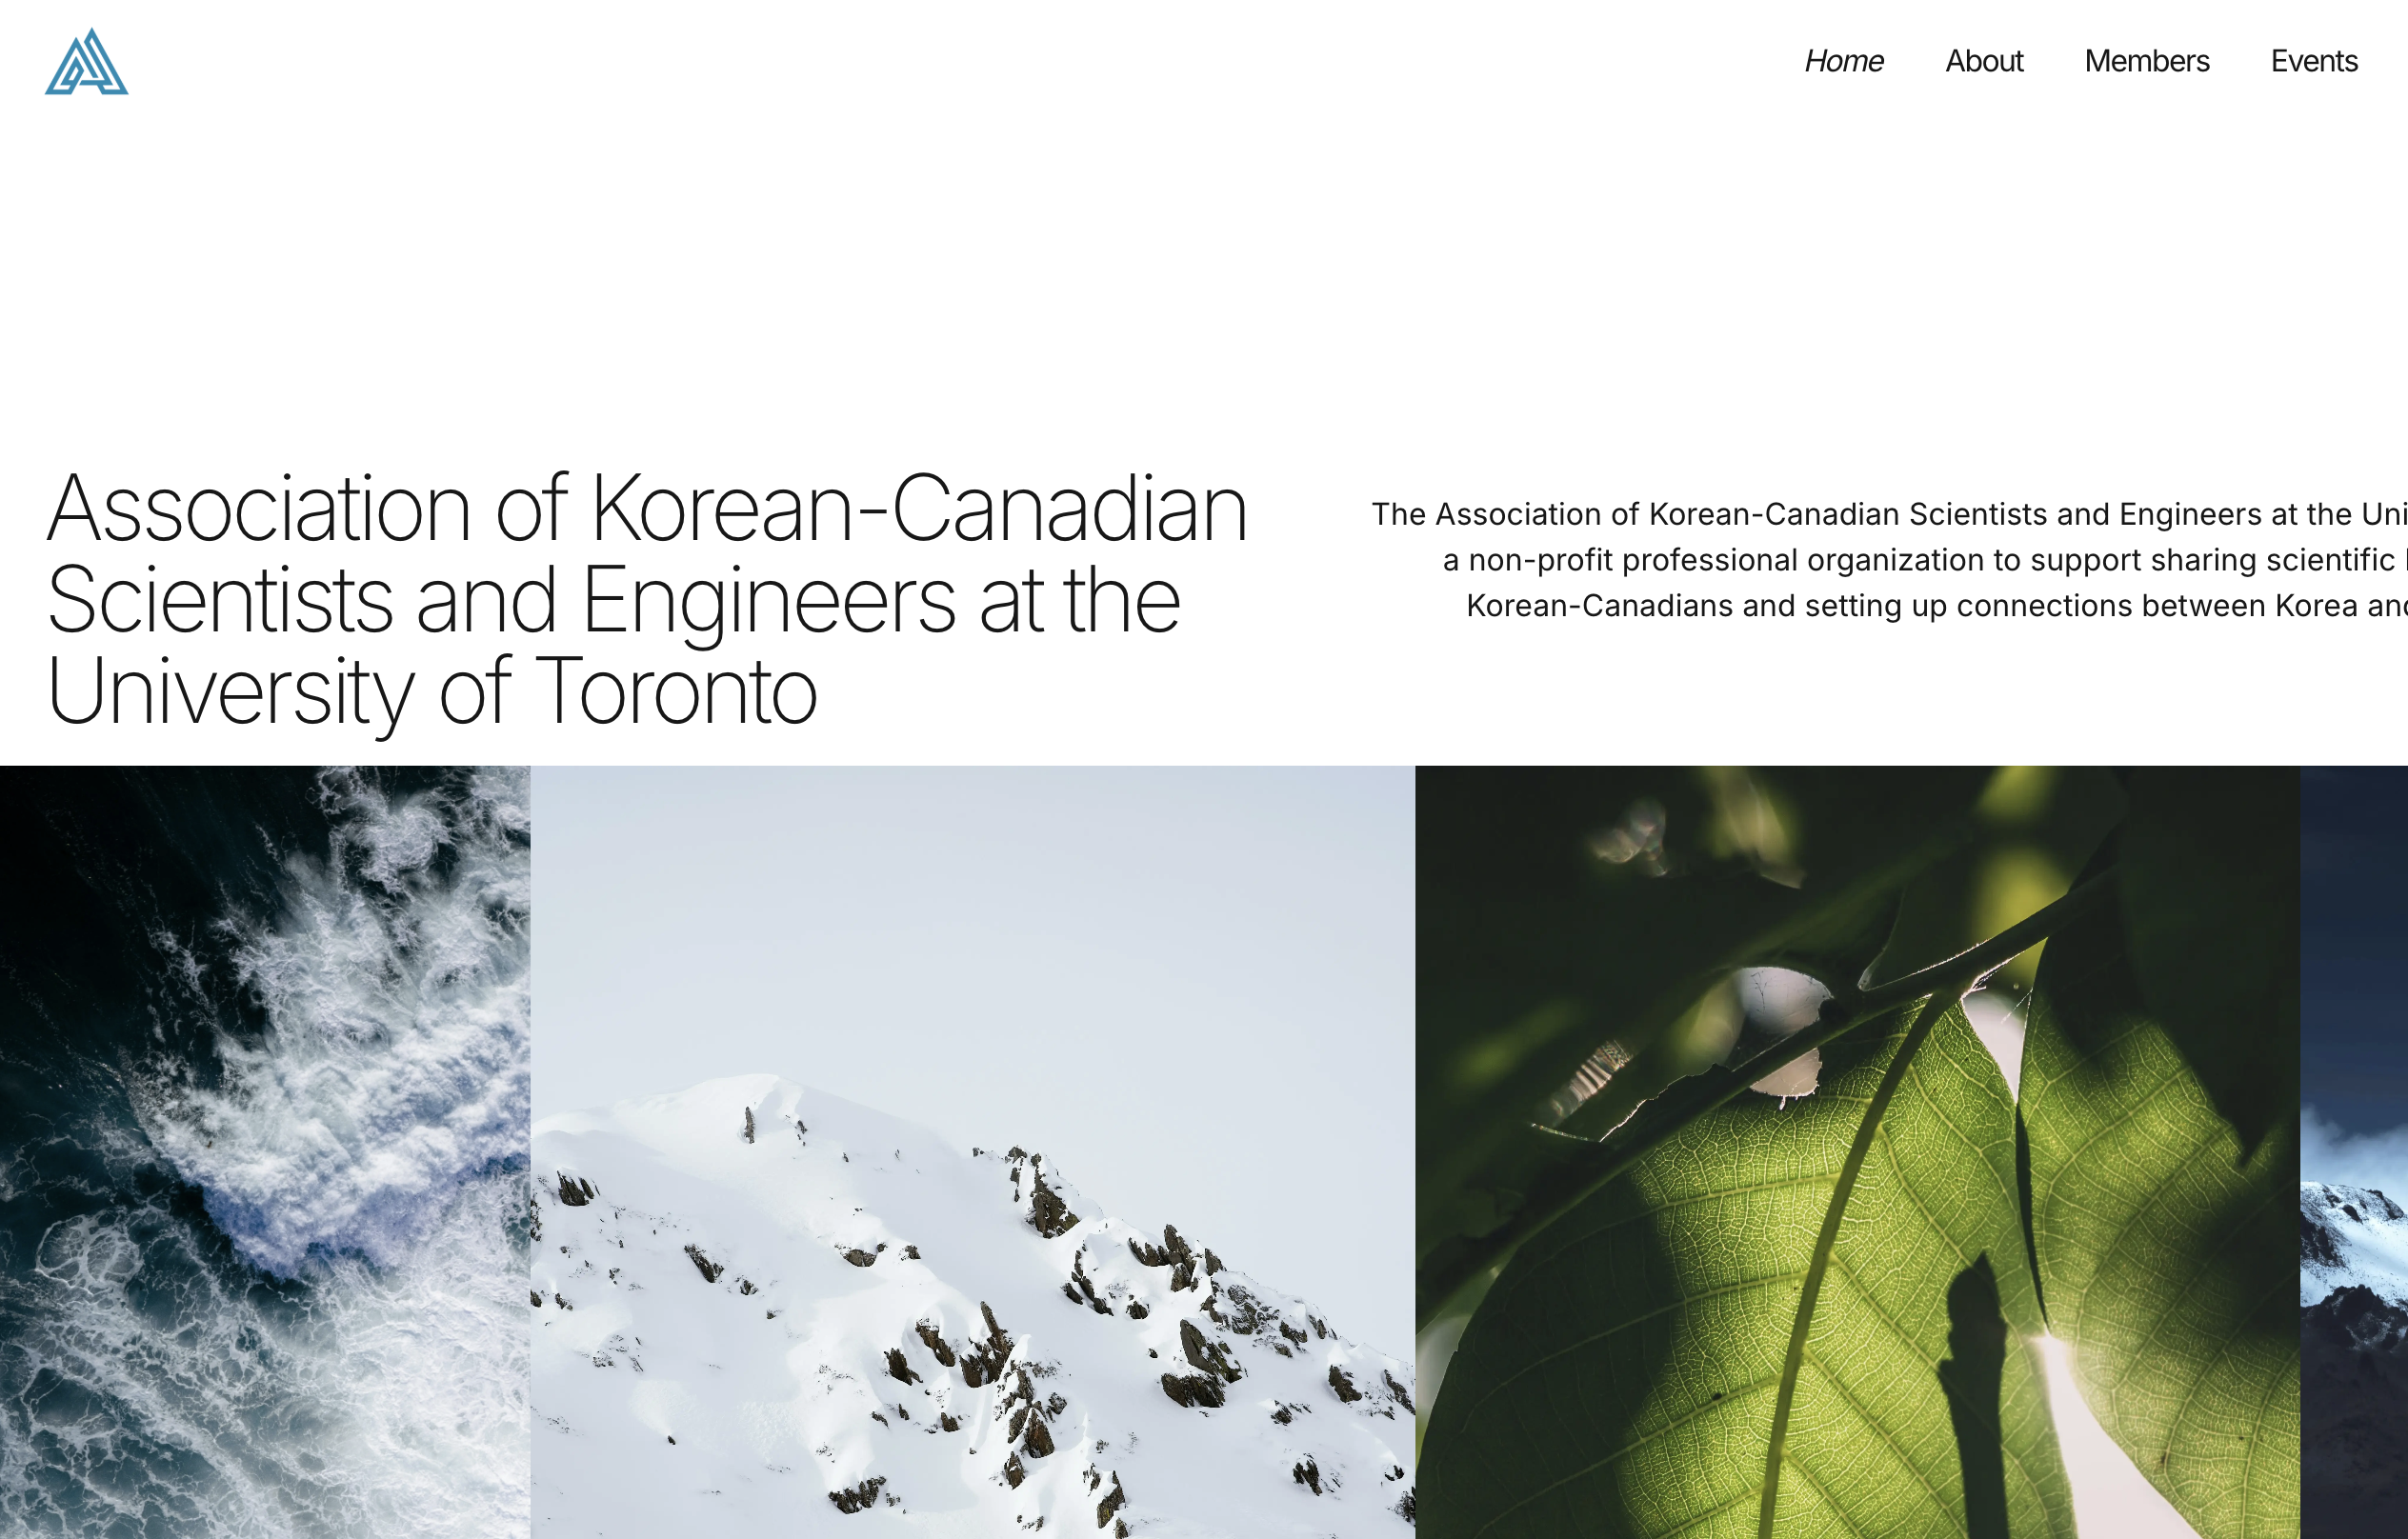 Home About Members Events
Association of Korean-Canadian
Scientists and Engineers at the
University of Toronto
The Association of Korean-Canadian Scientists and Engineers at the
a non-profit professional organization to support sharing scientific
Korean-Canadians and setting up connections between Korea